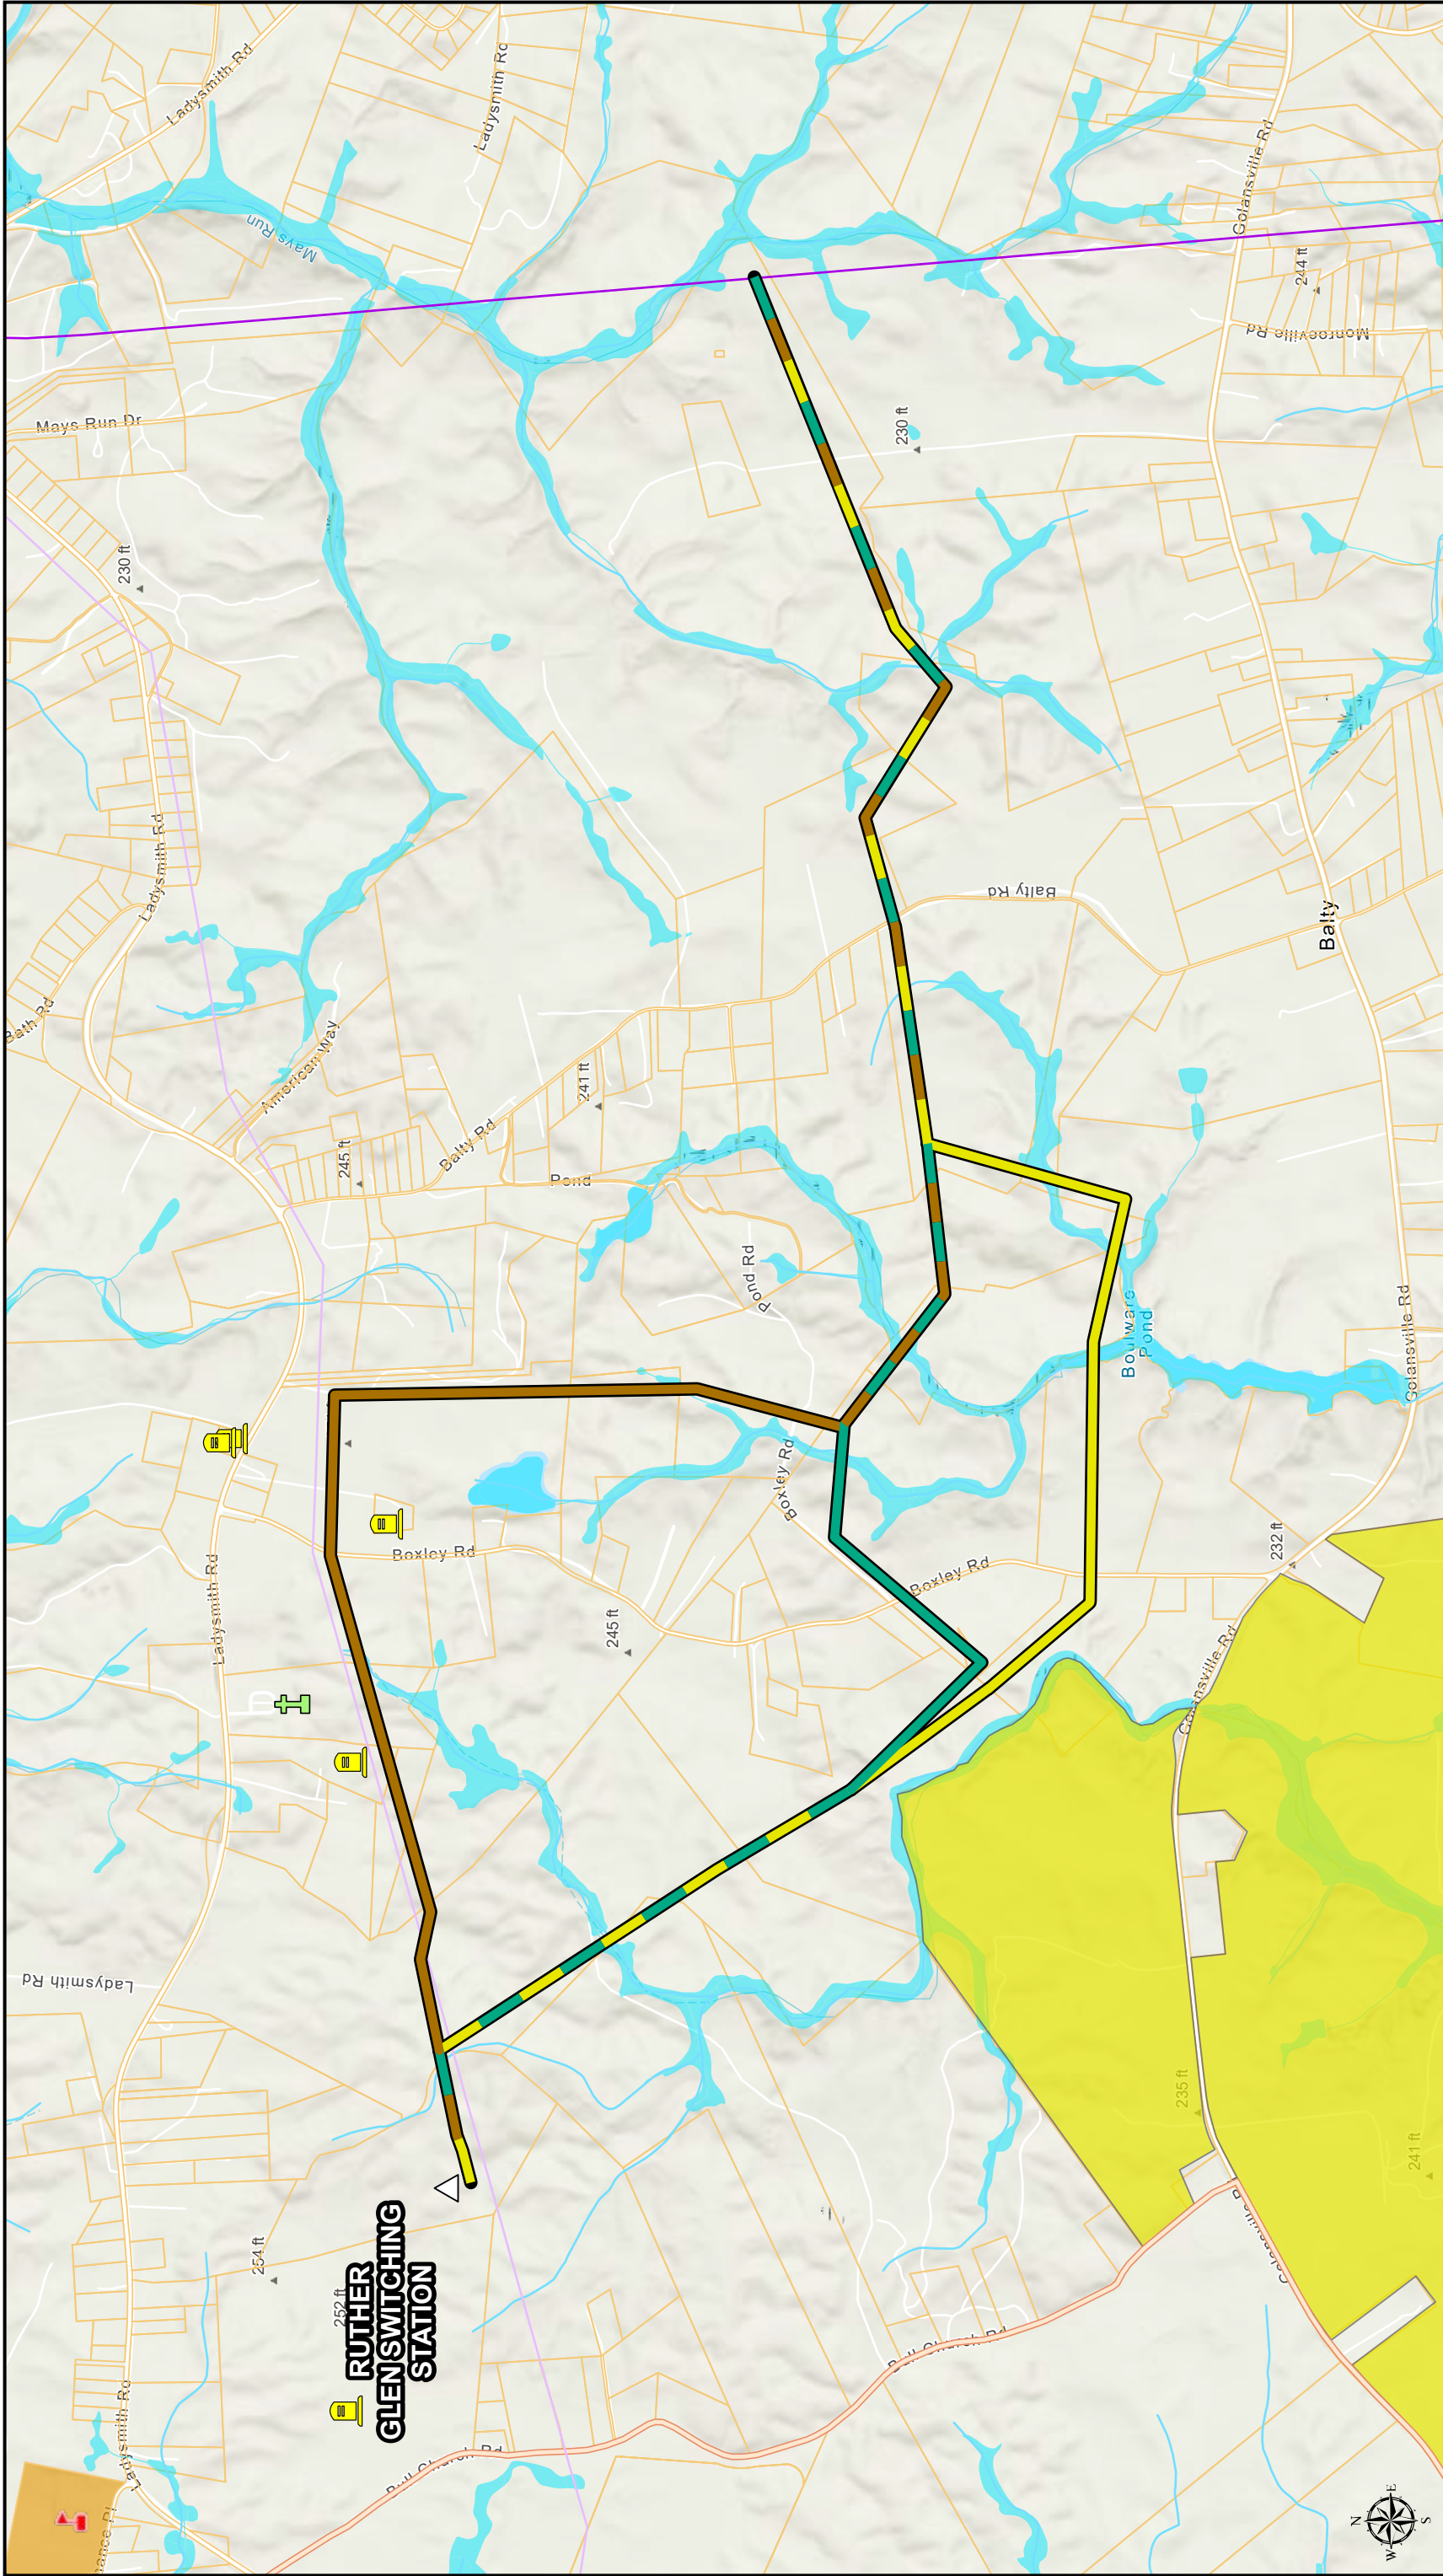 Bath Rd
Ladysmith Rd
Mays Run Dr
Ladysmith Rd
230 ft
Ladysmith Rd
Ladysmith Rd
Ladysmith Rd
Ladysmith Rd
254 ft
Mays Run
American Way
252 ft
245 ft
RUTHER
GLEN SWITCHING
STATION
Boxley Rd
Balty Rd
Ladysmith Rd
Pond
241 ft
245 ft
Pond Rd
Boxley Rd
230 ft
Boxley Rd
Balty Rd
Boulware
Pond
235 ft
Golansville Rd
Golansville Rd
232 ft
244 ft
Monroeville Rd
Balty
Golansville Rd
241 ft
N
W
E
S